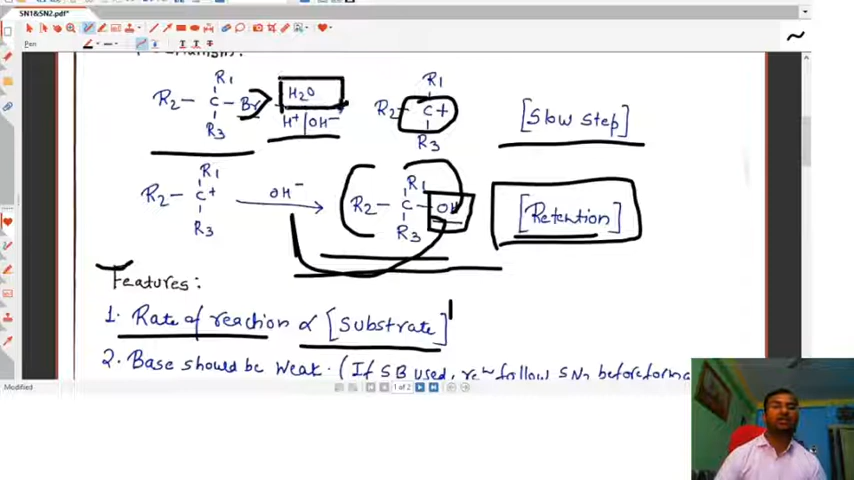 SN1&SN2.pdf*
Pen
R1
R2 - C - Br
R3
H2O
H+ | OH-
R1
R2 - C+
R3
[Slow step]
R1
R2 - C+
R3
OH-
R1
R2 - C - OH
R3
[Retention]
Features:
1. Rate of reaction ∝ [Substrate]1
2. Base should be weak. (If SB used, rxn follow SN2 before forma
Modified
1 of 2